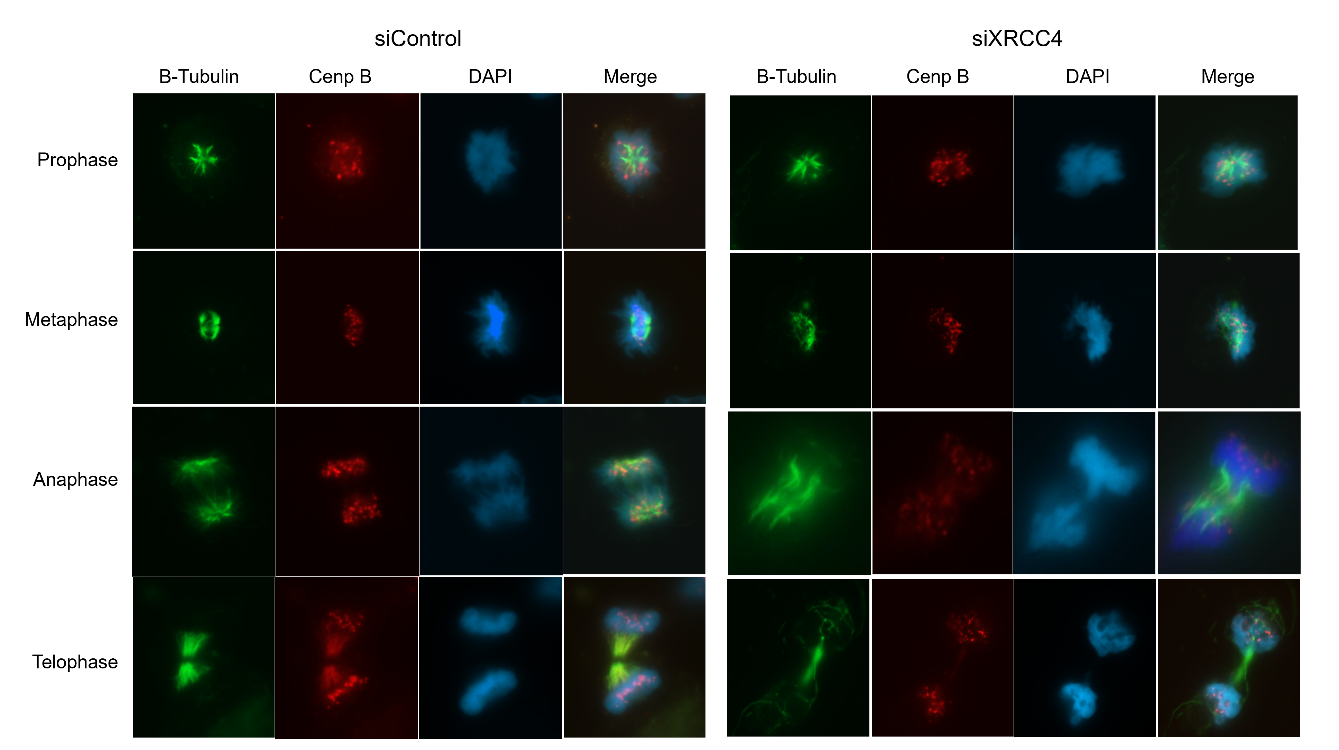 siControl
siXRCC4
B-Tubulin Cenp B DAPI Merge
B-Tubulin Cenp B DAPI Merge
Prophase
Metaphase
Anaphase
Telophase